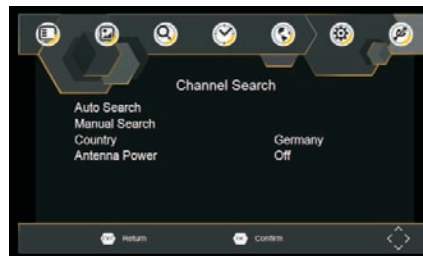 Channel Search
Auto Search
Manual Search
Country Germany
Antenna Power Off
Return Confirm